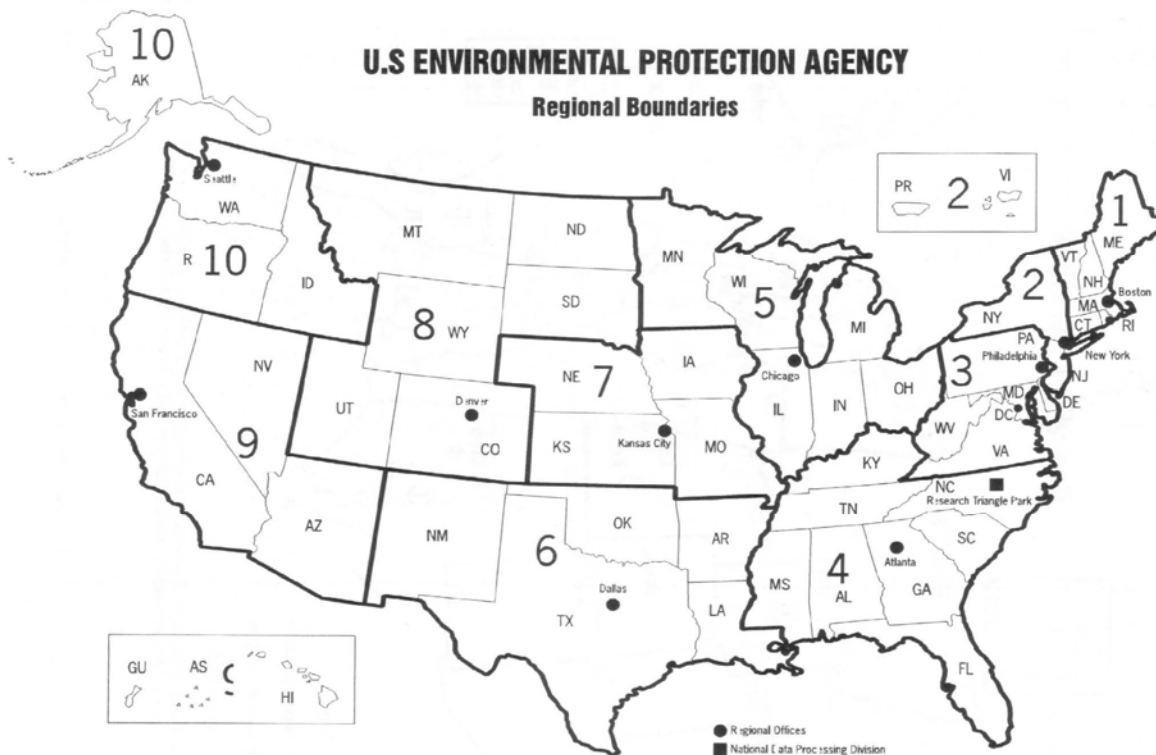 10
AK
U.S ENVIRONMENTAL PROTECTION AGENCY
Regional Boundaries
Seattle
WA
R 10
ID
MT
ND
SD
8 WY
MN
WI
5
MI
PR 2 VI
1
ME
VT
NH
2
NY
MA
Boston
CT
RI
PA
Philadelphia
New York
3
NJ
MD
DE
DC
WV
VA
NV
UT
Denver
CO
NE 7
IA
Chicago
IL
IN
OH
KS
Kansas City
MO
KY
San Francisco
9
CA
AZ
NM
OK
6
Dallas
TX
AR
LA
TN
NC
Research Triangle Park
SC
Atlanta
MS
4
AL
GA
FL
GU AS 9 HI
Regional Offices
National Data Processing Division